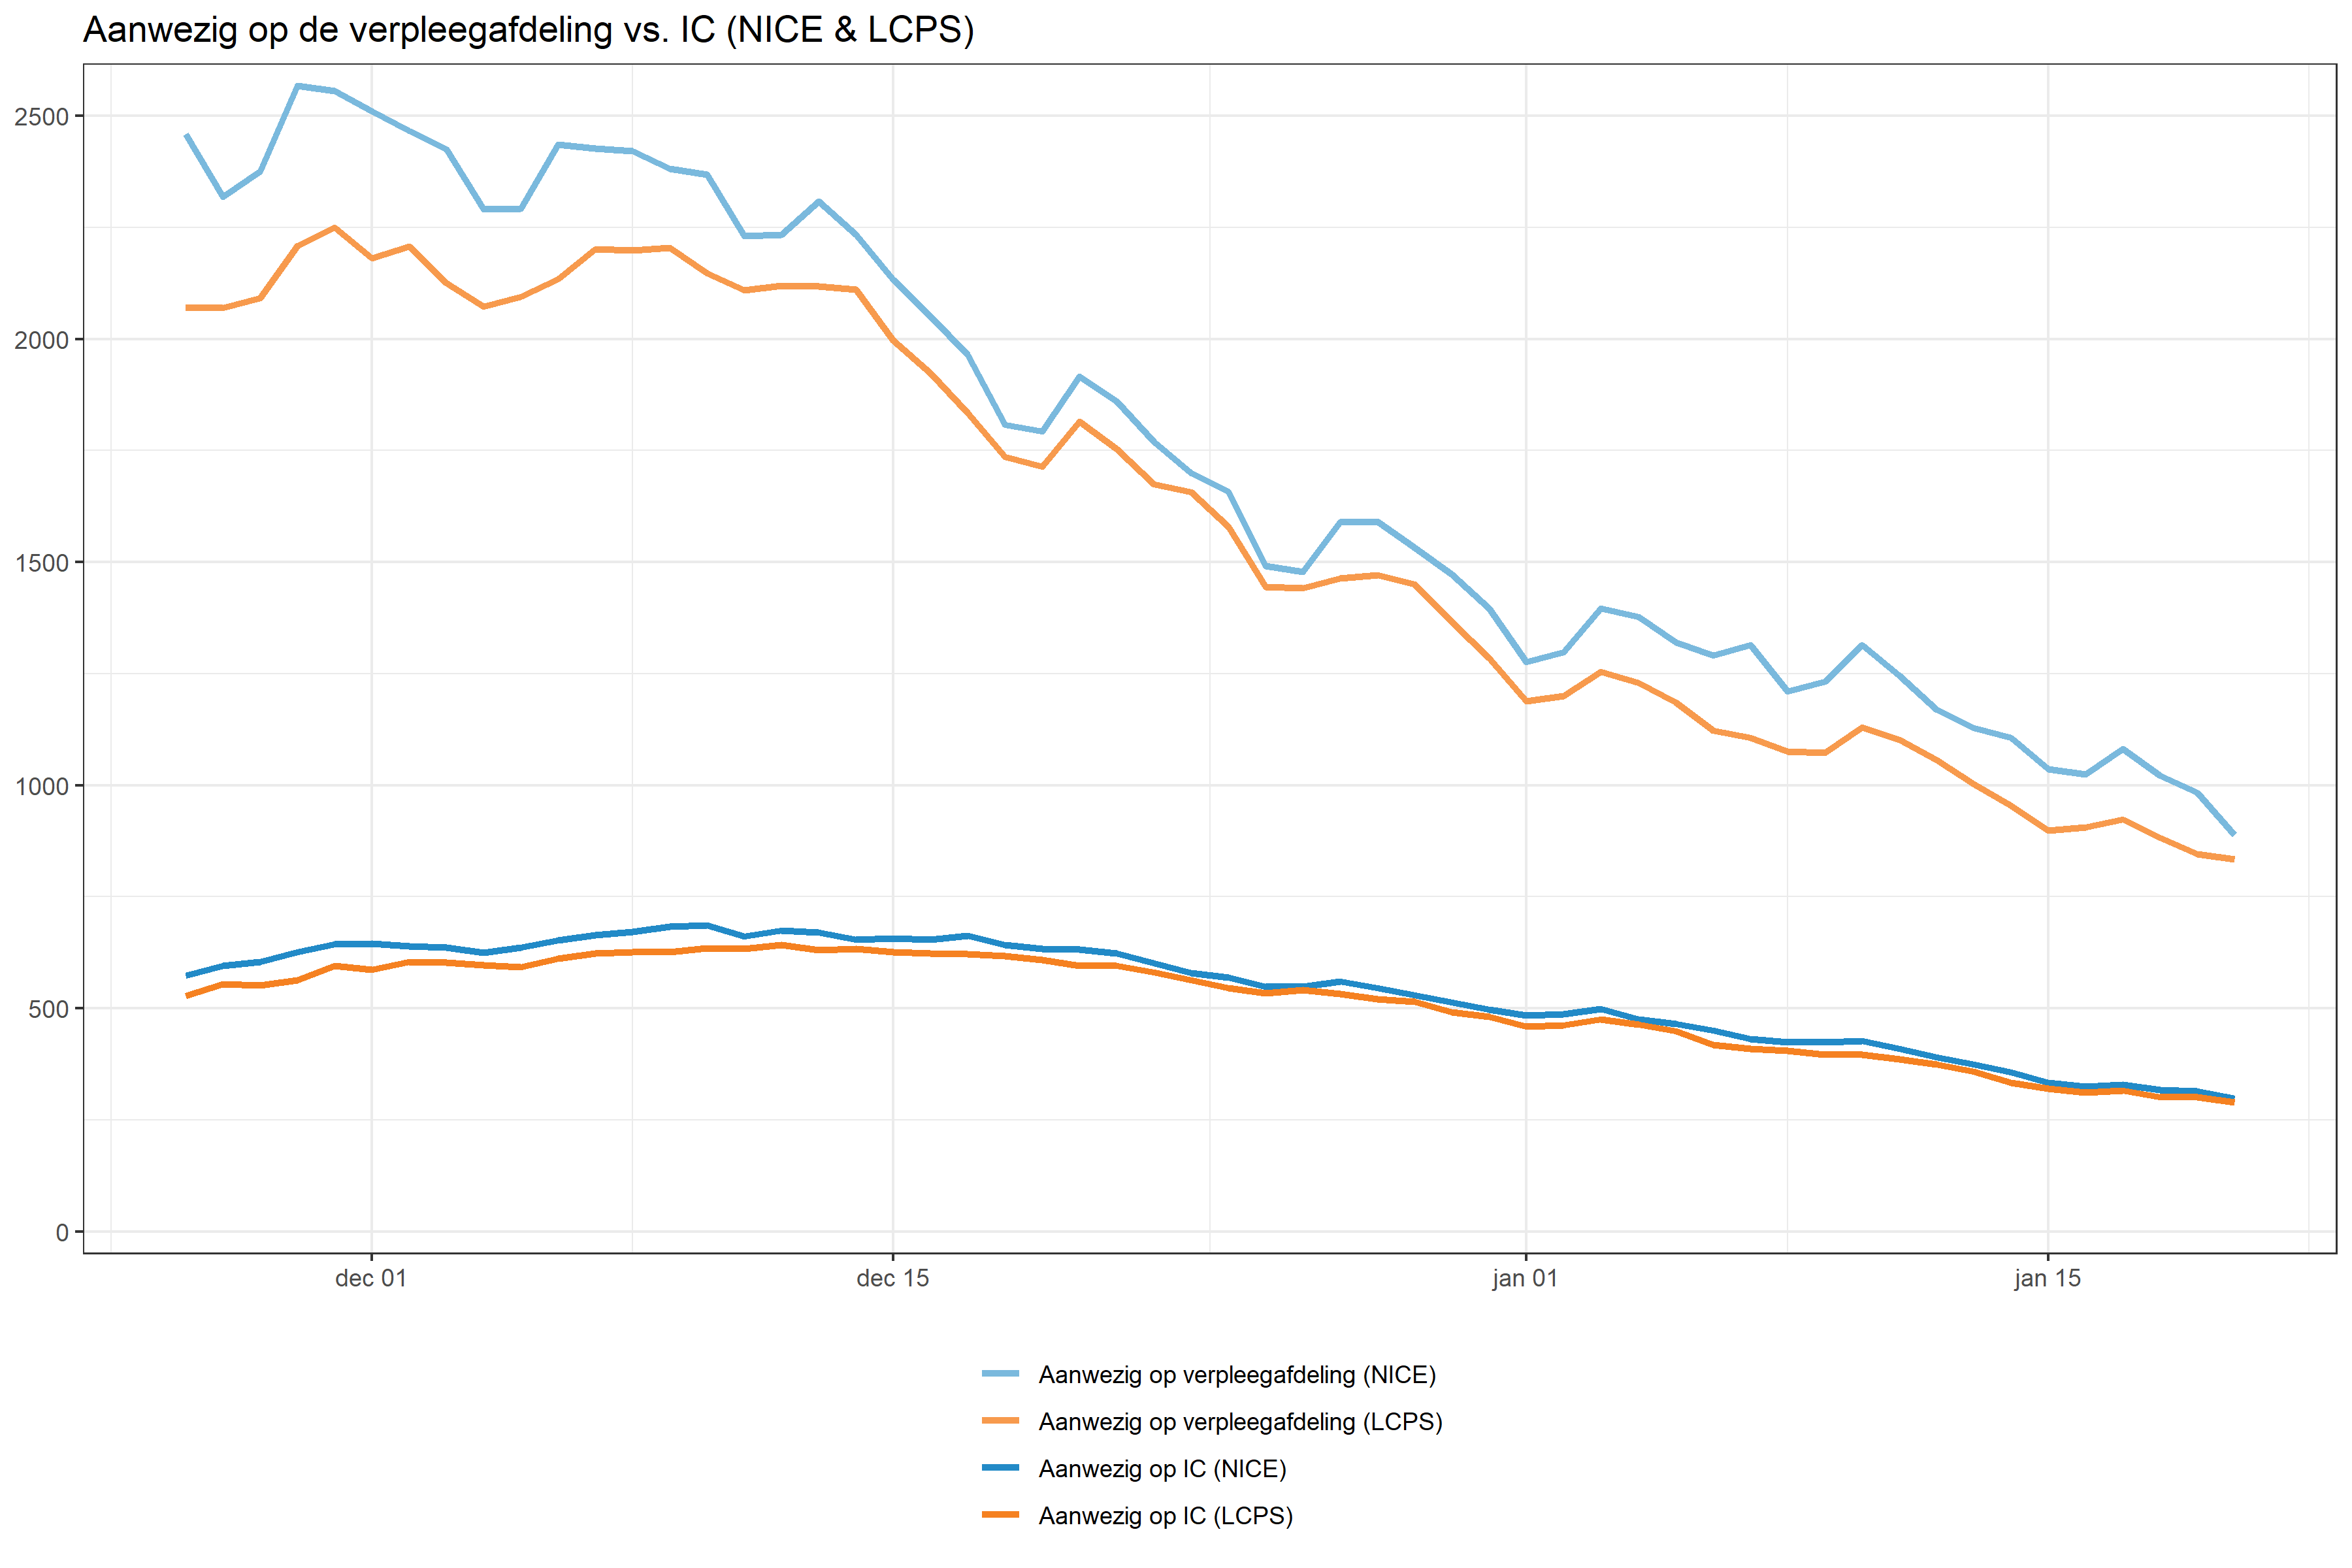 Aanwezig op de verpleegafdeling vs. IC (NICE & LCPS)
2500
2000
1500
1000
500
0
dec 01
dec 15
jan 01
jan 15
Aanwezig op verpleegafdeling (NICE)
Aanwezig op verpleegafdeling (LCPS)
Aanwezig op IC (NICE)
Aanwezig op IC (LCPS)